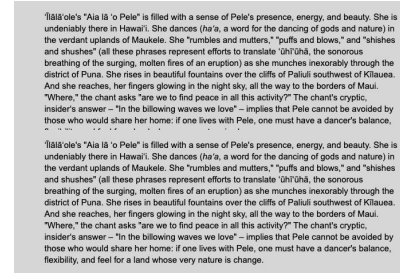 ʻĪlālāʻole's "Aia lā ʻo Pele" is filled with a sense of Pele's presence, energy, and beauty. She is
undeniably there in Hawaiʻi. She dances (haʻa, a word for the dancing of gods and nature) in
the verdant uplands of Maukele. She "rumbles and mutters," "puffs and blows," and "shishes
and shushes" (all these phrases represent efforts to translate ʻūhīʻūhā, the sonorous
breathing of the surging, molten fires of an eruption) as she munches inexorably through the
district of Puna. She rises in beautiful fountains over the cliffs of Paliuli southwest of Kīlauea.
And she reaches, her fingers glowing in the night sky, all the way to the borders of Maui.
"Where," the chant asks "are we to find peace in all this activity?" The chant's cryptic,
insider's answer – "In the billowing waves we love" – implies that Pele cannot be avoided by
those who would share her home: if one lives with Pele, one must have a dancer's balance,
ʻĪlālāʻole's "Aia lā ʻo Pele" is filled with a sense of Pele's presence, energy, and beauty. She is
undeniably there in Hawaiʻi. She dances (haʻa, a word for the dancing of gods and nature) in
the verdant uplands of Maukele. She "rumbles and mutters," "puffs and blows," and "shishes
and shushes" (all these phrases represent efforts to translate ʻūhīʻūhā, the sonorous
breathing of the surging, molten fires of an eruption) as she munches inexorably through the
district of Puna. She rises in beautiful fountains over the cliffs of Paliuli southwest of Kīlauea.
And she reaches, her fingers glowing in the night sky, all the way to the borders of Maui.
"Where," the chant asks "are we to find peace in all this activity?" The chant's cryptic,
insider's answer – "In the billowing waves we love" – implies that Pele cannot be avoided by
those who would share her home: if one lives with Pele, one must have a dancer's balance,
flexibility, and feel for a land whose very nature is change.